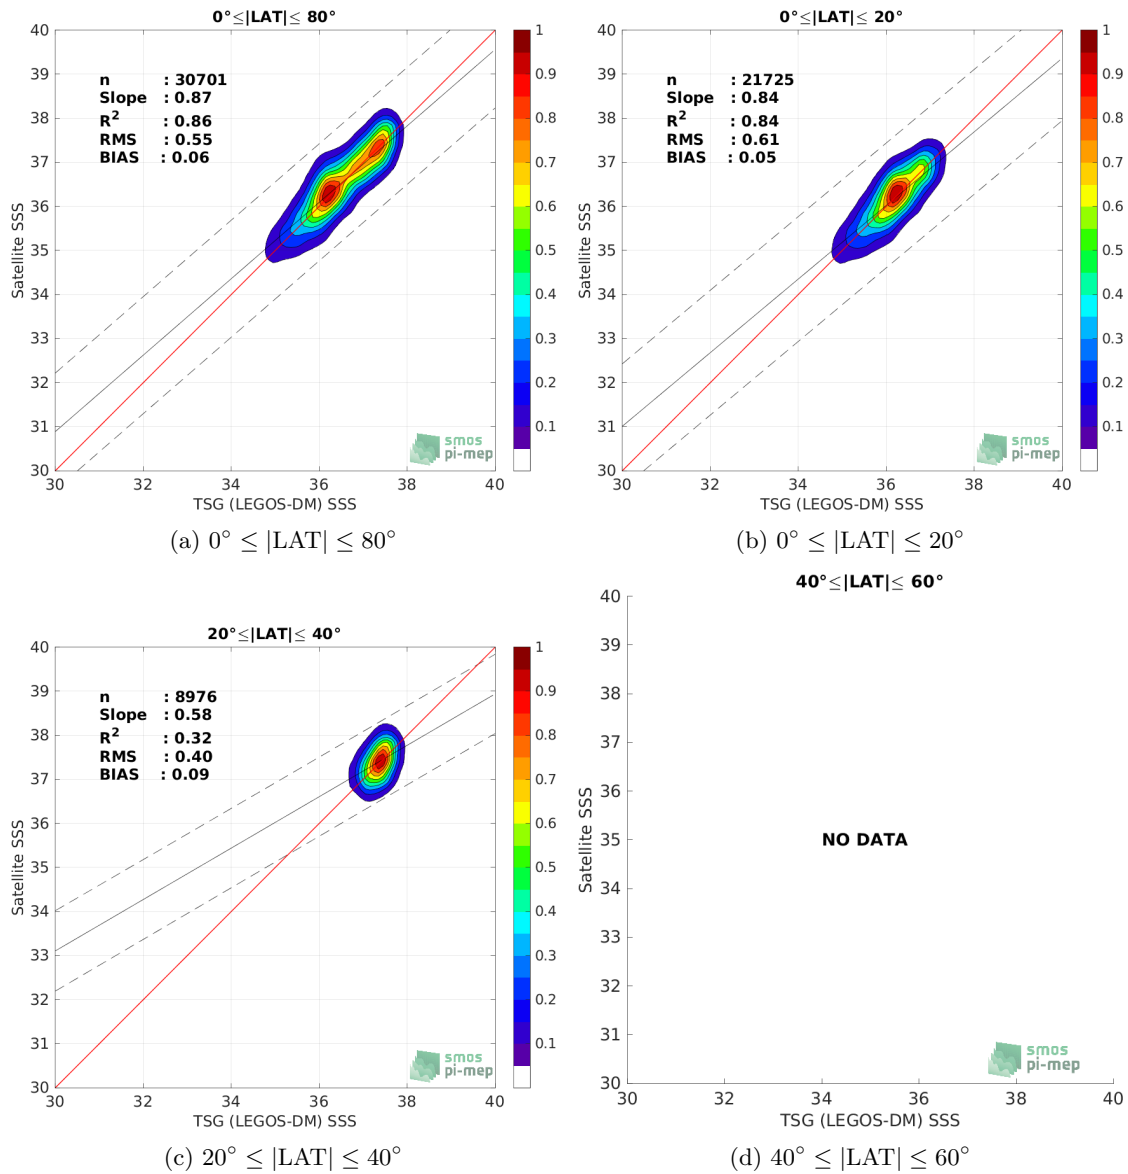 0°≤|LAT|≤ 80°
40
39
38
37
36
35
34
33
32
31
30
n : 30701
Slope : 0.87
R² : 0.86
RMS : 0.55
BIAS : 0.06
Satellite SSS
smos
pi-mep
30 32 34 36 38 40
TSG (LEGOS-DM) SSS
1
0.9
0.8
0.7
0.6
0.5
0.4
0.3
0.2
0.1
(a) 0° ≤ |LAT| ≤ 80°
0°≤|LAT|≤ 20°
40
39
38
37
36
35
34
33
32
31
30
n : 21725
Slope : 0.84
R² : 0.84
RMS : 0.61
BIAS : 0.05
Satellite SSS
smos
pi-mep
30 32 34 36 38 40
TSG (LEGOS-DM) SSS
1
0.9
0.8
0.7
0.6
0.5
0.4
0.3
0.2
0.1
(b) 0° ≤ |LAT| ≤ 20°
20°≤|LAT|≤ 40°
40
39
38
37
36
35
34
33
32
31
30
n : 8976
Slope : 0.58
R² : 0.32
RMS : 0.40
BIAS : 0.09
Satellite SSS
smos
pi-mep
30 32 34 36 38 40
TSG (LEGOS-DM) SSS
1
0.9
0.8
0.7
0.6
0.5
0.4
0.3
0.2
0.1
(c) 20° ≤ |LAT| ≤ 40°
40°≤|LAT|≤ 60°
40
39
38
37
36
35
34
33
32
31
30
NO DATA
Satellite SSS
smos
pi-mep
30 32 34 36 38 40
TSG (LEGOS-DM) SSS
(d) 40° ≤ |LAT| ≤ 60°